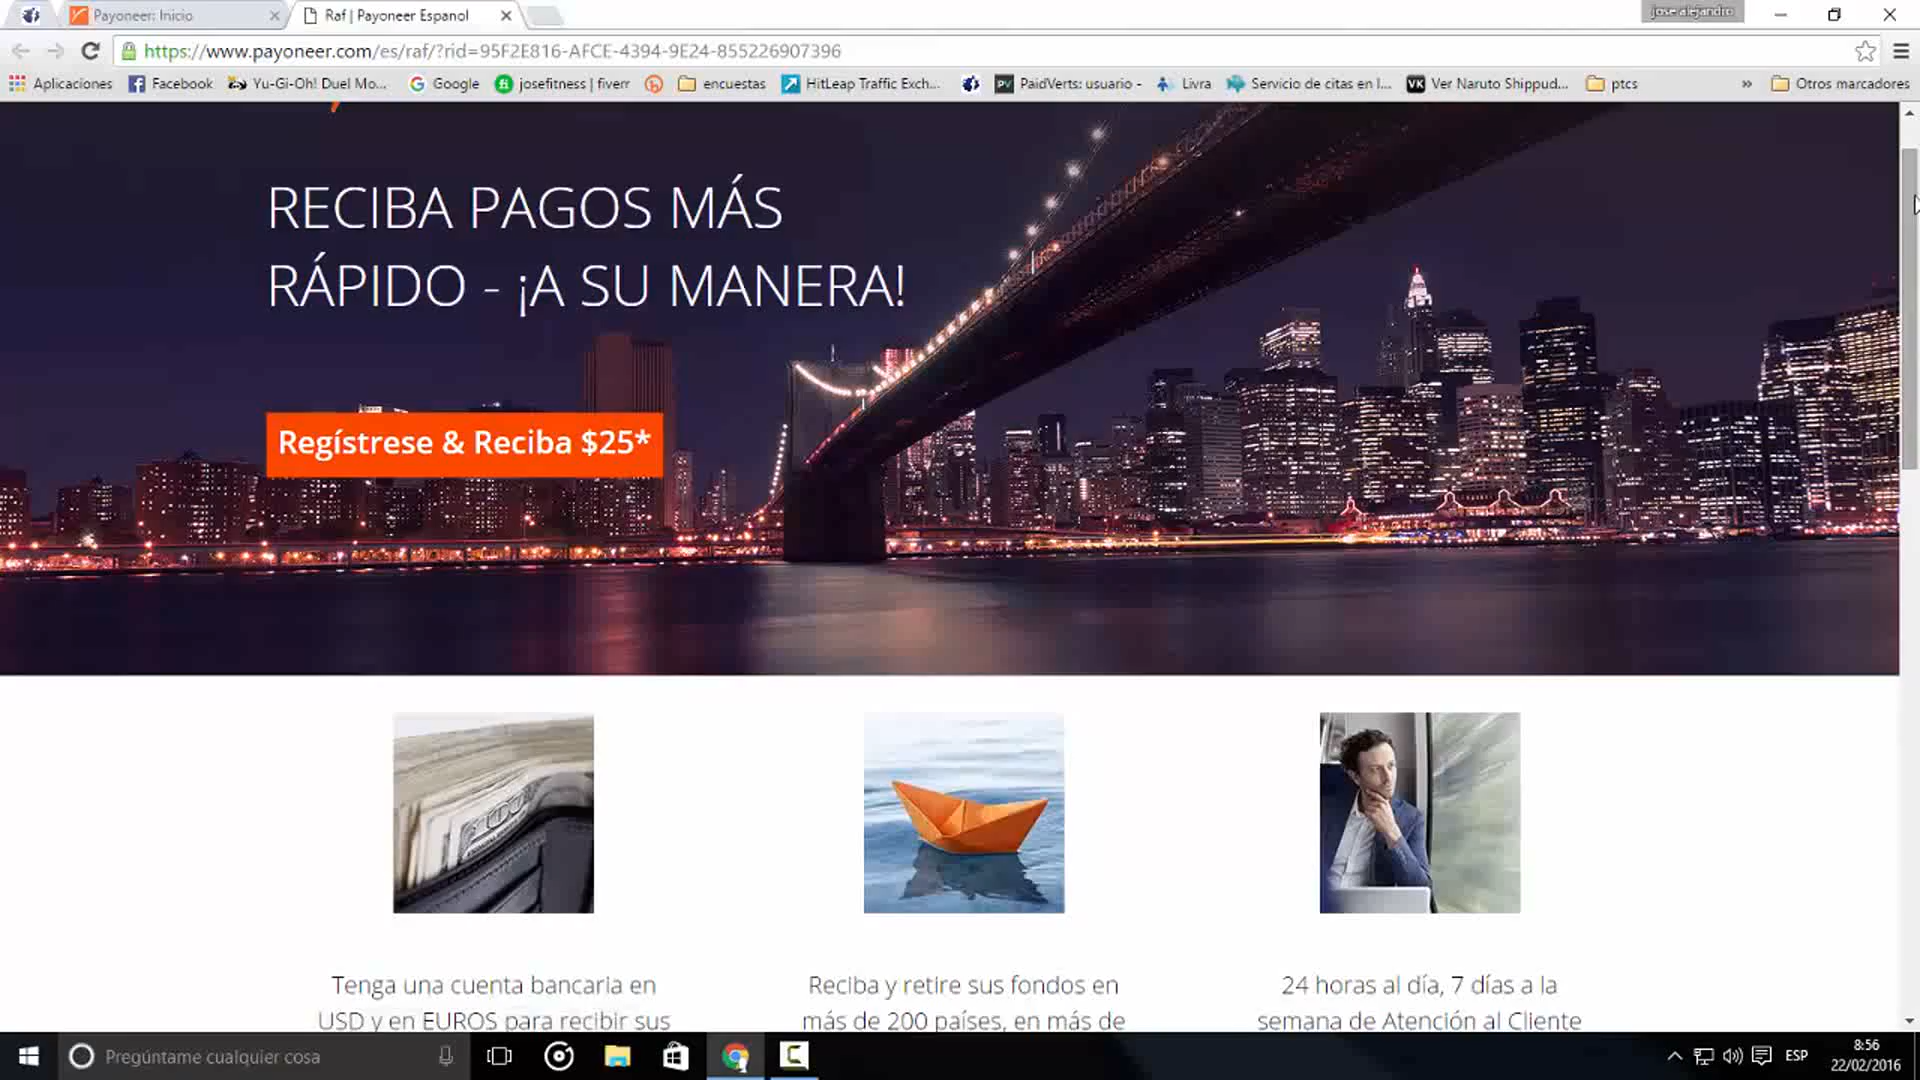 Payoneer: Inicio
Raf | Payoneer Espanol
jose alejandro
https://www.payoneer.com/es/raf/?rid=95F2E816-AFCE-4394-9E24-855226907396
Aplicaciones
Facebook
Yu-Gi-Oh! Duel Mo...
Google
josefitness | fiverr
encuestas
HitLeap Traffic Exch...
PV
PaidVerts: usuario -
Livra
Servicio de citas en l...
VK
Ver Naruto Shippud...
ptcs
»
Otros marcadores
RECIBA PAGOS MÁS
RÁPIDO - ¡A SU MANERA!
Regístrese & Reciba $25*
Tenga una cuenta bancaria en
USD y en EUROS para recibir sus
Reciba y retire sus fondos en
más de 200 países, en más de
24 horas al día, 7 días a la
semana de Atención al Cliente
Pregúntame cualquier cosa
ESP
8:56
22/02/2016